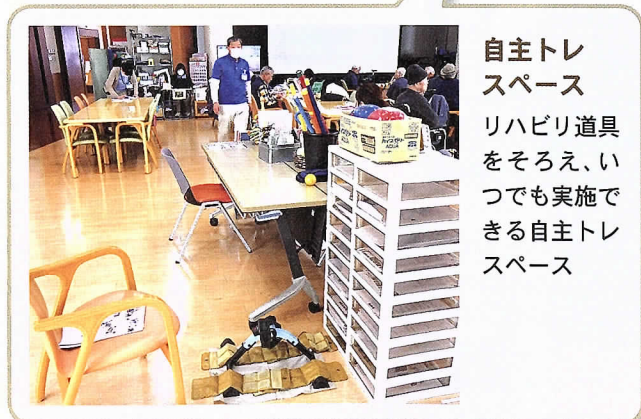 自主トレ
スペース
リハビリ道具
をそろえ、い
つでも実施で
きる自主トレ
スペース